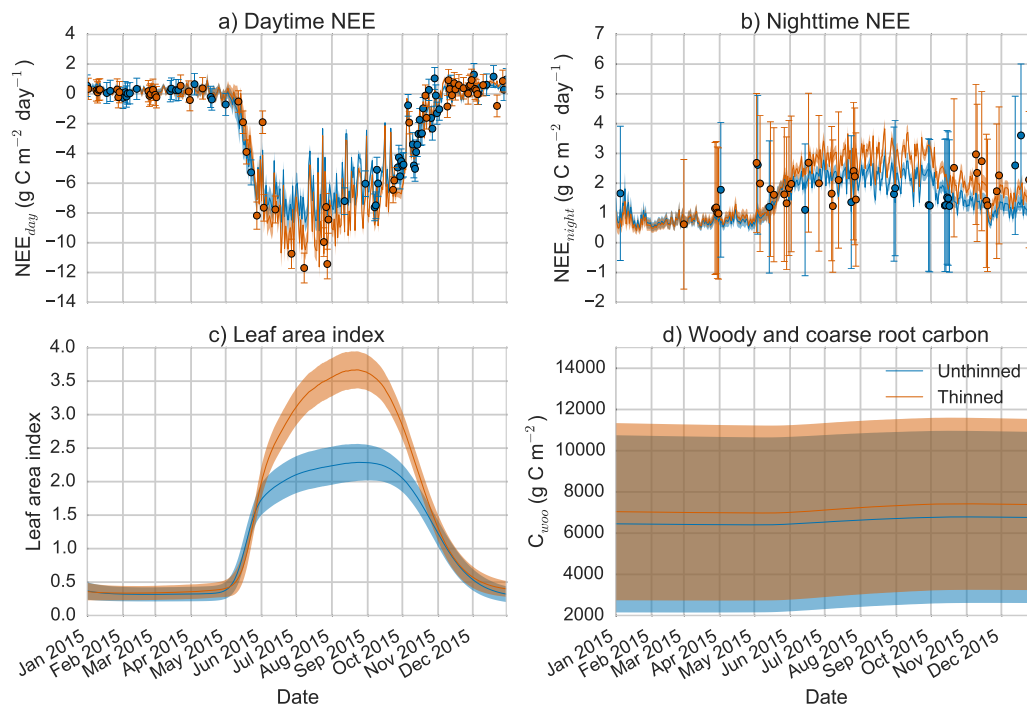 a) Daytime NEE
4
2
0
−2
−4
−6
−8
−10
−12
−14
NEE_day (g C m⁻² day⁻¹)
b) Nighttime NEE
7
6
5
4
3
2
1
0
−1
−2
NEE_night (g C m⁻² day⁻¹)
c) Leaf area index
4.0
3.5
3.0
2.5
2.0
1.5
1.0
0.5
0.0
Leaf area index
Jan 2015
Feb 2015
Mar 2015
Apr 2015
May 2015
Jun 2015
Jul 2015
Aug 2015
Sep 2015
Oct 2015
Nov 2015
Dec 2015
Date
d) Woody and coarse root carbon
Unthinned
Thinned
14000
12000
10000
8000
6000
4000
2000
C_woo (g C m⁻²)
Jan 2015
Feb 2015
Mar 2015
Apr 2015
May 2015
Jun 2015
Jul 2015
Aug 2015
Sep 2015
Oct 2015
Nov 2015
Dec 2015
Date